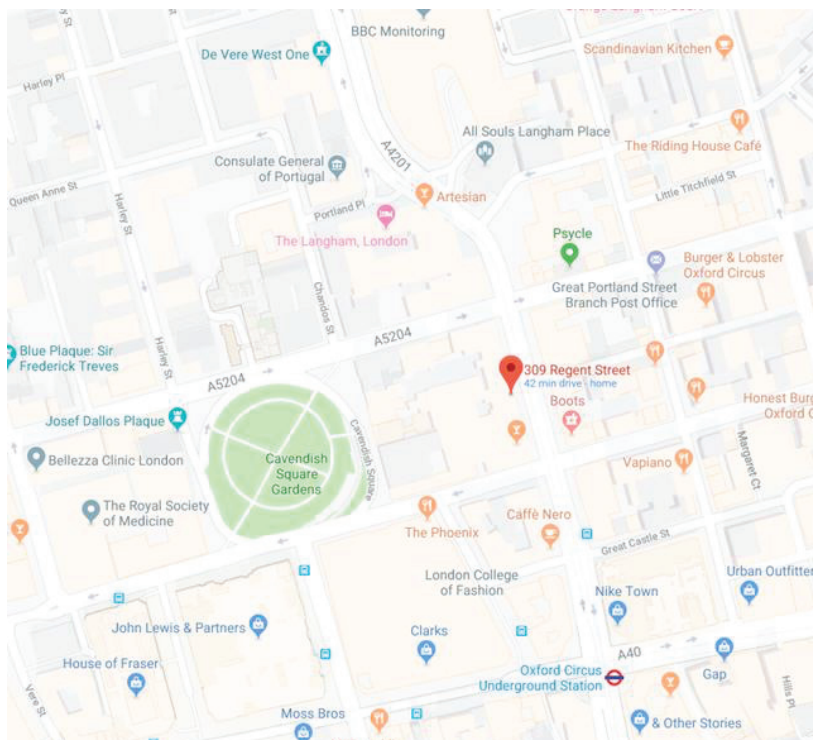 BBC Monitoring
De Vere West One
Scandinavian Kitchen
Harley Pl
Harley St
A4201
All Souls Langham Place
The Riding House Café
Consulate General
of Portugal
Queen Anne St
Little Titchfield St
Artesian
Portland Pl
Harley St
The Langham, London
Psycle
Burger & Lobster
Oxford Circus
Great Portland Street
Branch Post Office
Chandos St
A5204
Blue Plaque: Sir
Frederick Treves
Harley St
309 Regent Street
42 min drive - home
A5204
Boots
Honest Burg
Oxford C
Josef Dallos Plaque
Cavendish Square
Margaret Ct
Bellezza Clinic London
Cavendish
Square
Gardens
Vapiano
The Royal Society
of Medicine
The Phoenix
Caffè Nero
Great Castle St
London College
of Fashion
Urban Outfitter
Nike Town
John Lewis & Partners
Clarks
House of Fraser
A40
Oxford Circus
Underground Station
Gap
Vere St
Hills Pl
Moss Bros
& Other Stories